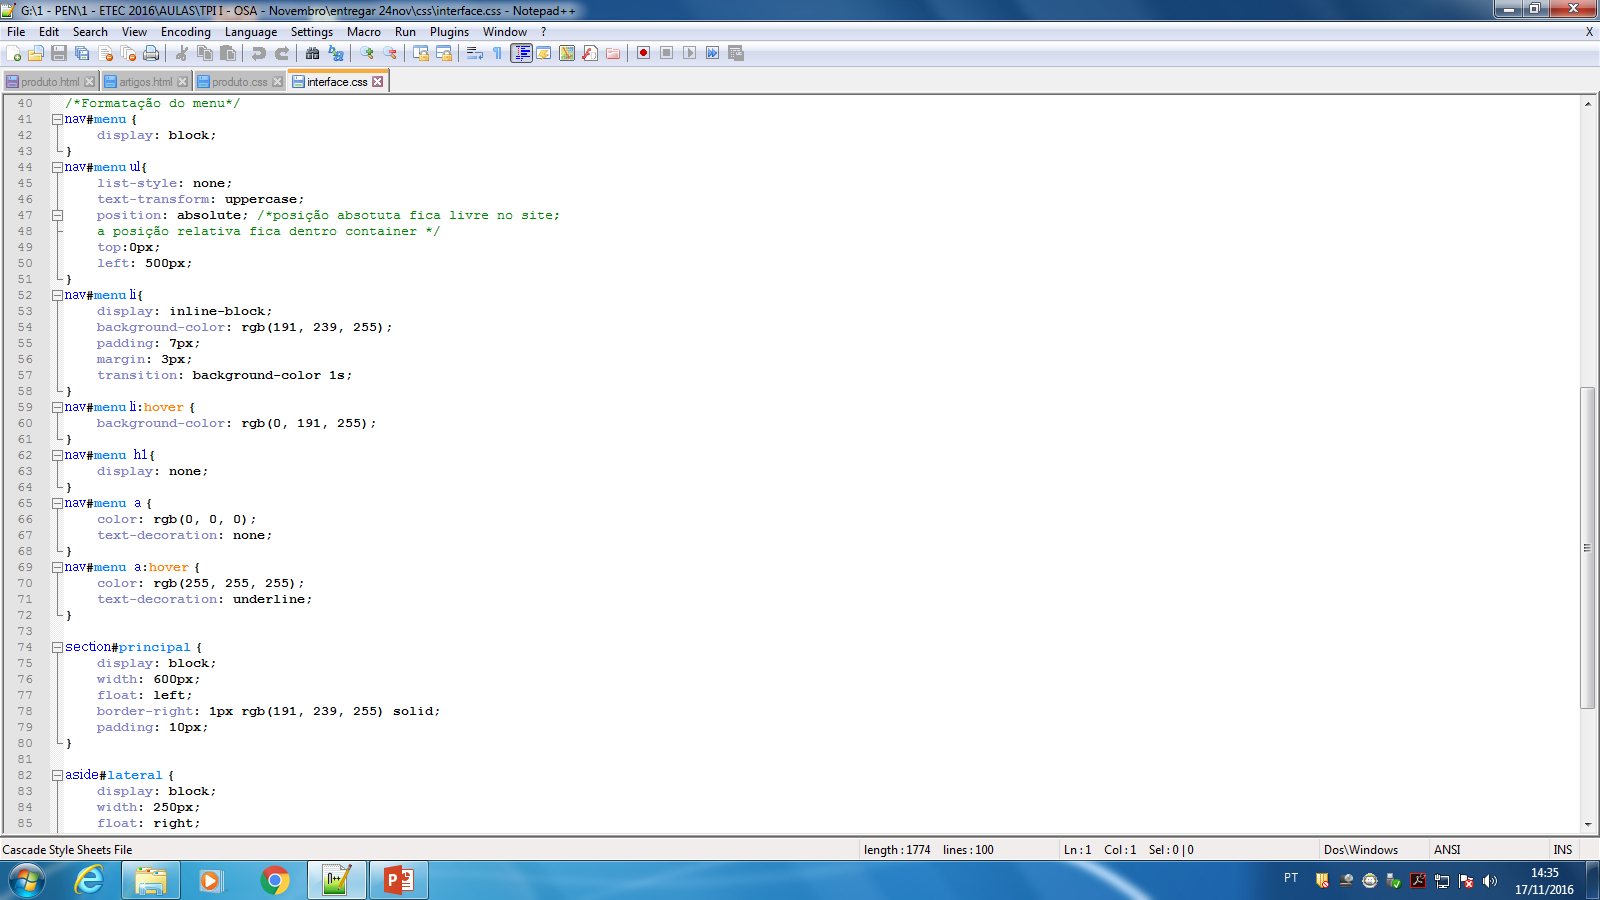 G:\1 - PEN\1 - ETEC 2016\AULAS\TPI I - OSA - Novembro\entregar 24nov\css\interface.css - Notepad++
File Edit Search View Encoding Language Settings Macro Run Plugins Window ? X
produto.html artigos.html produto.css interface.css
40 /*Formatação do menu*/
41 nav#menu {
42 display: block;
43 }
44 nav#menu ul{
45 list-style: none;
46 text-transform: uppercase;
47 position: absolute; /*posição absotuta fica livre no site;
48 a posição relativa fica dentro container */
49 top:0px;
50 left: 500px;
51 }
52 nav#menu li{
53 display: inline-block;
54 background-color: rgb(191, 239, 255);
55 padding: 7px;
56 margin: 3px;
57 transition: background-color 1s;
58 }
59 nav#menu li:hover {
60 background-color: rgb(0, 191, 255);
61 }
62 nav#menu h1{
63 display: none;
64 }
65 nav#menu a {
66 color: rgb(0, 0, 0);
67 text-decoration: none;
68 }
69 nav#menu a:hover {
70 color: rgb(255, 255, 255);
71 text-decoration: underline;
72 }
73
74 section#principal {
75 display: block;
76 width: 600px;
77 float: left;
78 border-right: 1px rgb(191, 239, 255) solid;
79 padding: 10px;
80 }
81
82 aside#lateral {
83 display: block;
84 width: 250px;
85 float: right;
Cascade Style Sheets File length : 1774 lines : 100 Ln : 1 Col : 1 Sel : 0 | 0 Dos\Windows ANSI INS
PT 14:35
17/11/2016